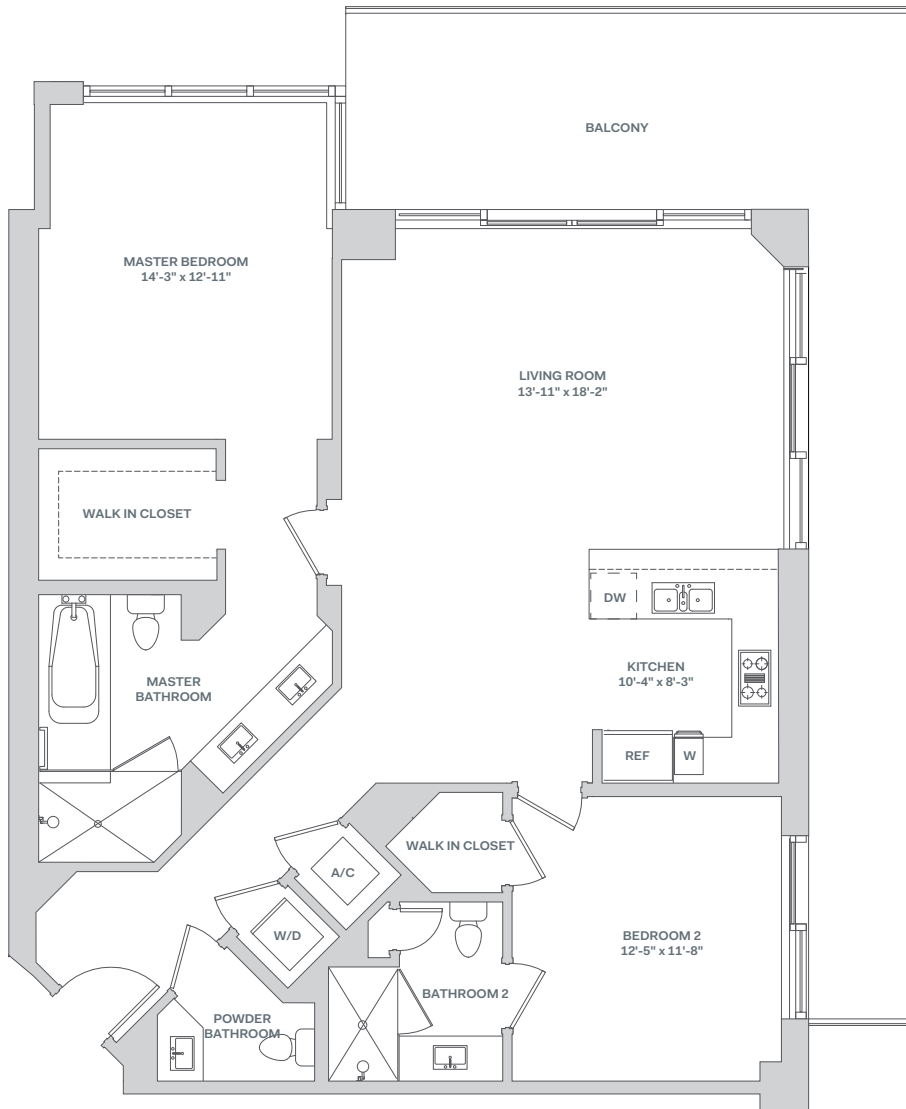 BALCONY
MASTER BEDROOM
14'-3" x 12'-11"
LIVING ROOM
13'-11" x 18'-2"
WALK IN CLOSET
DW
KITCHEN
10'-4" x 8'-3"
MASTER
BATHROOM
REF
W
WALK IN CLOSET
A/C
W/D
BEDROOM 2
12'-5" x 11'-8"
BATHROOM 2
POWDER
BATHROOM